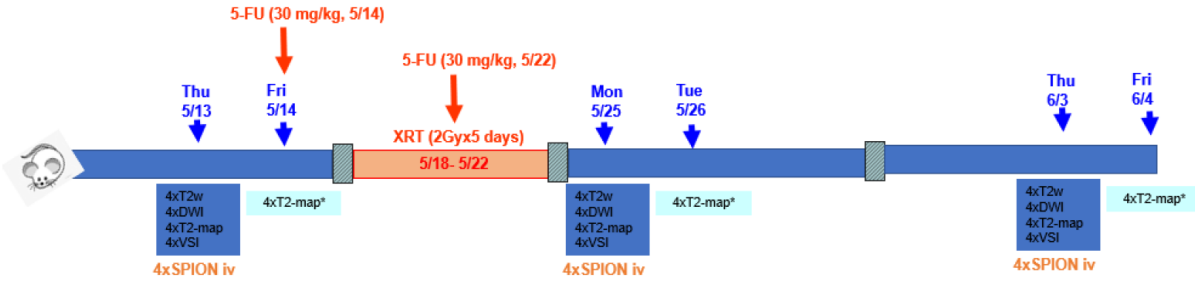 5-FU (30 mg/kg, 5/14)
5-FU (30 mg/kg, 5/22)
Thu
5/13
Fri
5/14
Mon
5/25
Tue
5/26
Thu
6/3
Fri
6/4
XRT (2Gyx5 days)
5/18- 5/22
4xT2w
4xDWI
4xT2-map
4xVSI
4xT2-map*
4xSPION iv
4xT2w
4xDWI
4xT2-map
4xVSI
4xT2-map*
4xSPION iv
4xT2w
4xDWI
4xT2-map
4xVSI
4xT2-map*
4xSPION iv